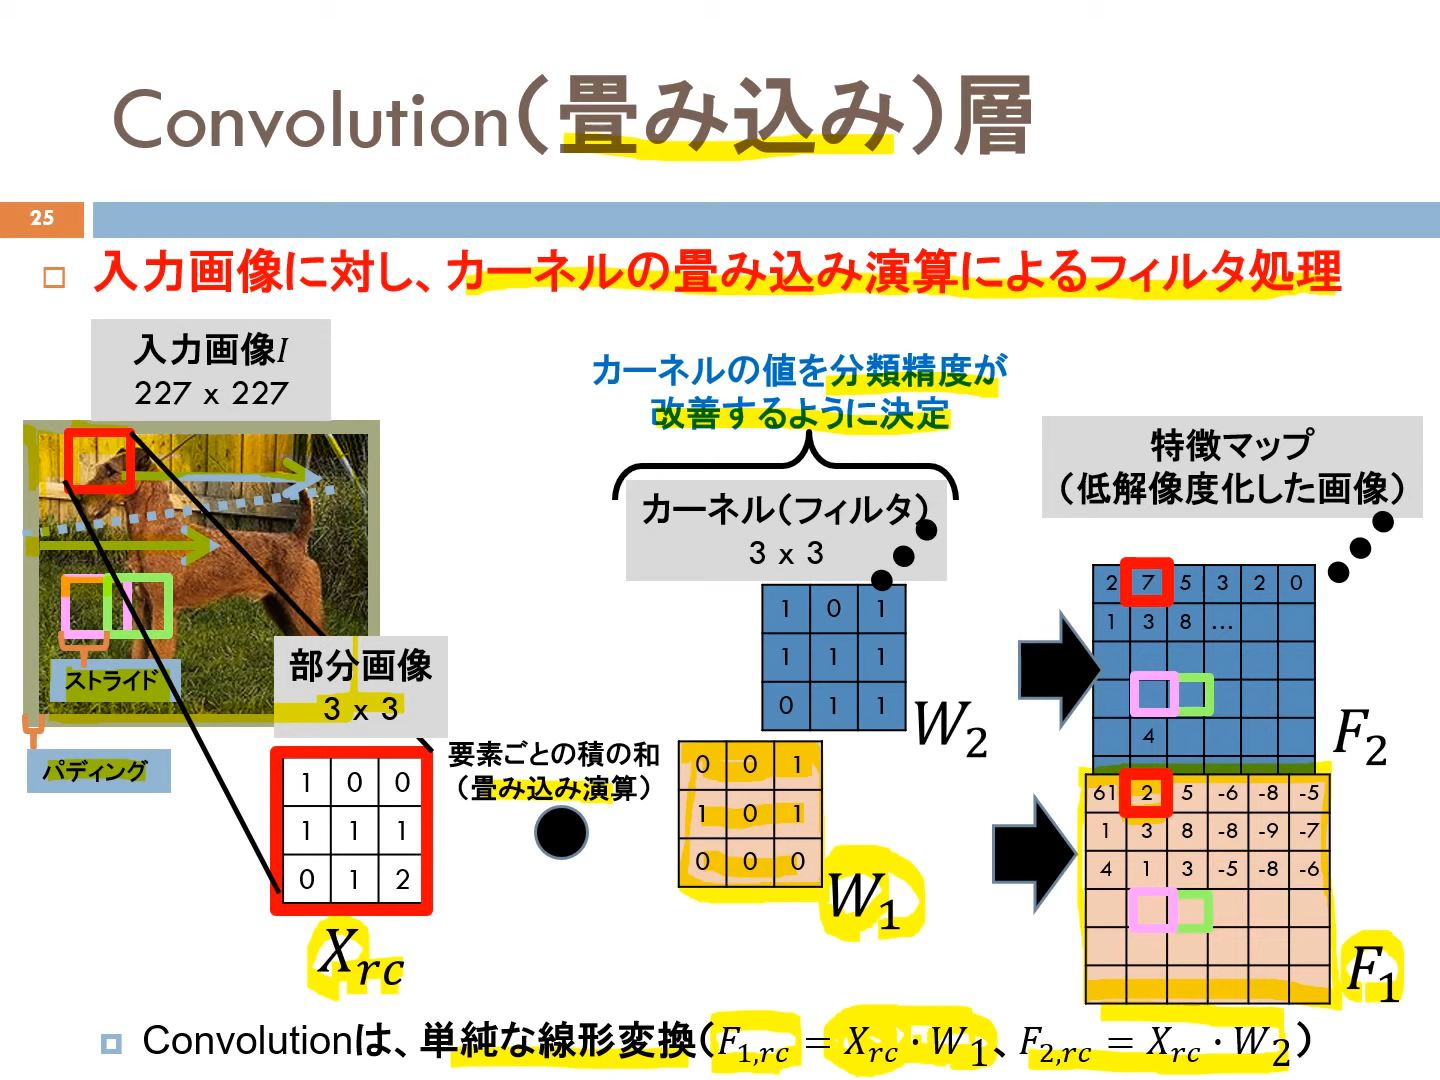 Convolution（畳み込み）層
25
入力画像に対し、カーネルの畳み込み演算によるフィルタ処理
入力画像I
227 x 227
カーネルの値を分類精度が
改善するように決定
特徴マップ
（低解像度化した画像）
カーネル（フィルタ）
3 x 3
ストライド
パディング
部分画像
3 x 3
1 0 0
1 1 1
0 1 2
Xrc
要素ごとの積の和
（畳み込み演算）
1 0 1
1 1 1
0 1 1
W2
0 0 1
1 0 1
0 0 0
W1
2 7 5 3 2 0
1 3 8 ...
4
F2
61 2 5 -6 -8 -5
1 3 8 -8 -9 -7
4 1 3 -5 -8 -6
F1
Convolutionは、単純な線形変換（F1,rc = Xrc · W1、F2,rc = Xrc · W2）